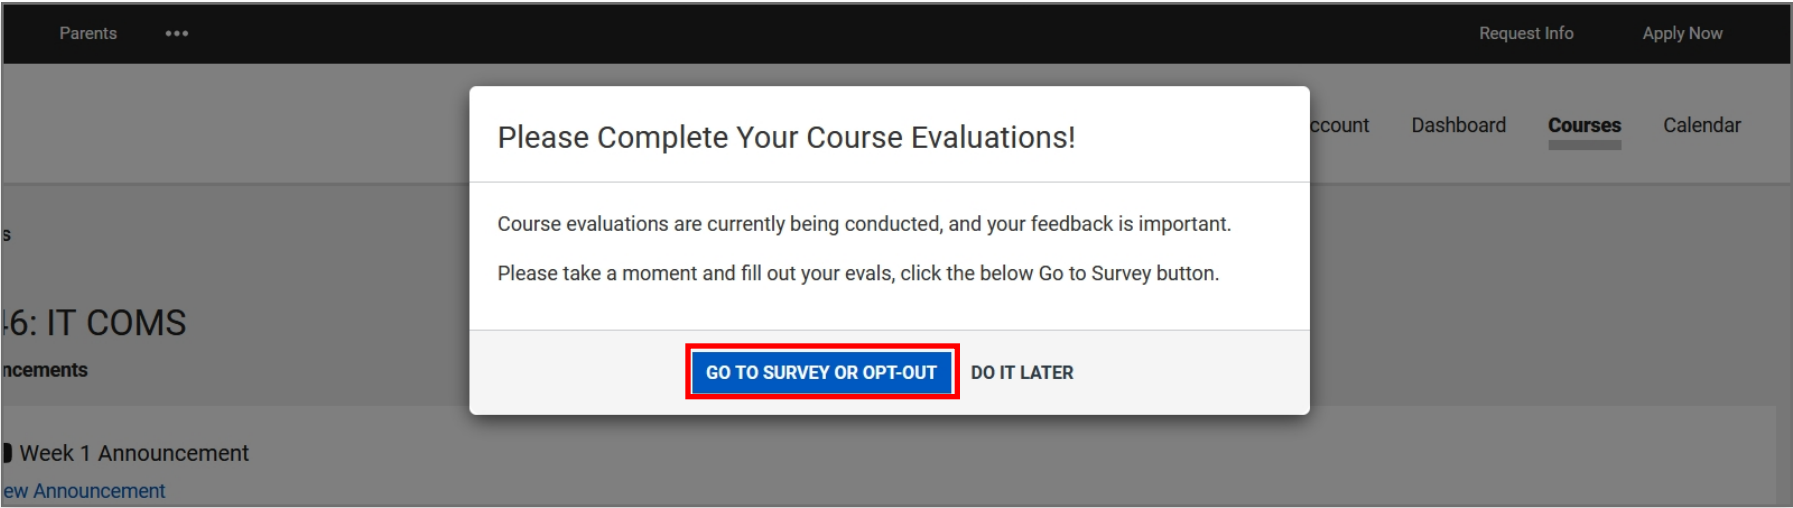 Parents ••• Request Info Apply Now
Please Complete Your Course Evaluations!
ccount Dashboard Courses Calendar
Course evaluations are currently being conducted, and your feedback is important.
s
Please take a moment and fill out your evals, click the below Go to Survey button.
46: IT COMS
ncements
GO TO SURVEY OR OPT-OUT DO IT LATER
Week 1 Announcement
ew Announcement